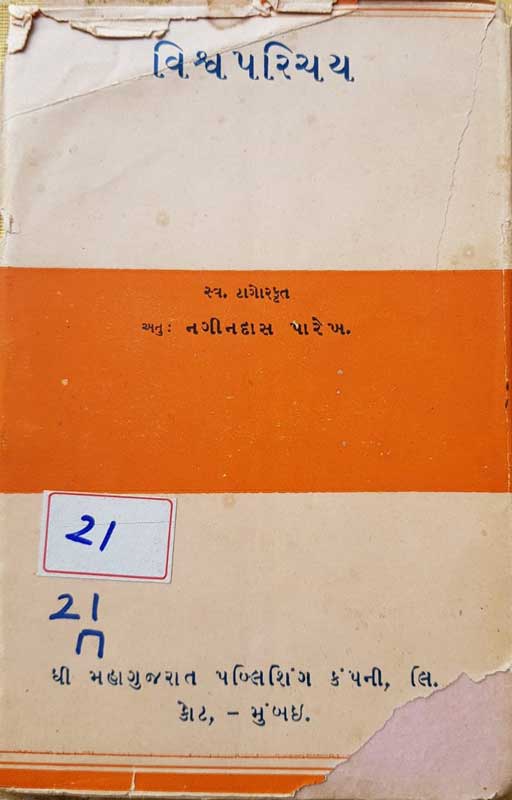 વિશ્વપરિચય
સ્વ. ટાગોરકૃત
અનુ: નગીનદાસ પારેખ.
21
21
ધી મહાગુજરાત પબ્લિશિંગ કંપની, લિ.
કોટ, – મુંબઇ.